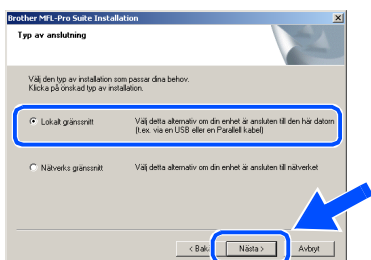 Brother MFL-Pro Suite Installation
Typ av anslutning
Välj den typ av installation som passar dina behov.
Klicka på önskad typ av installation.
Lokalt gränssnitt
Välj detta alternativ om din enhet är ansluten till den här datorn
(t.ex. via en USB eller en Parallell kabel)
Nätverks gränssnitt
Välj detta alternativ om din enhet är ansluten till nätverket
< Bak
Nästa >
Avbryt